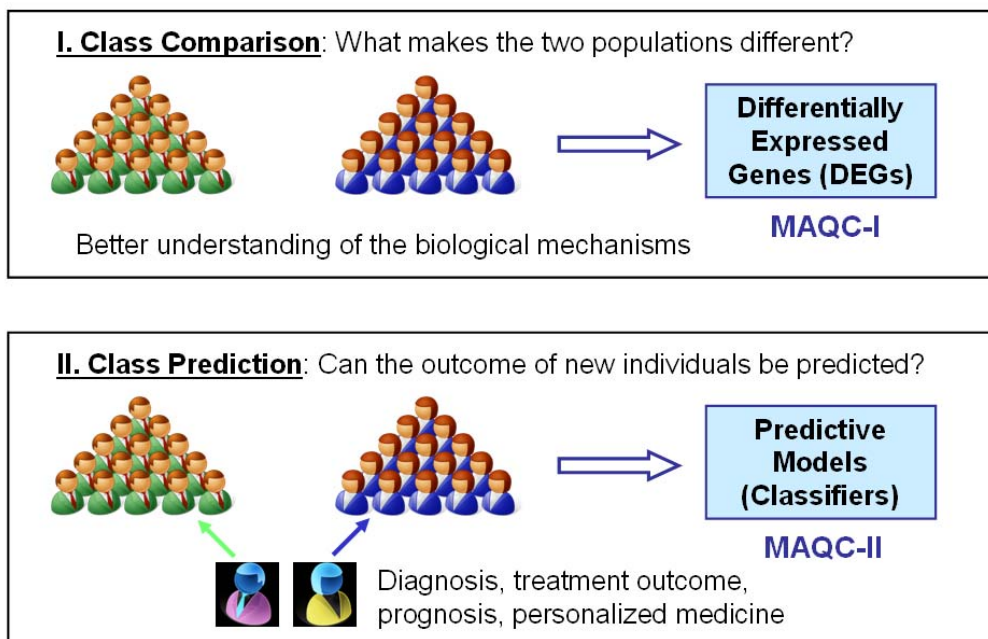 I. Class Comparison: What makes the two populations different?
Differentially
Expressed
Genes (DEGs)
MAQC-I
Better understanding of the biological mechanisms
II. Class Prediction: Can the outcome of new individuals be predicted?
Predictive
Models
(Classifiers)
MAQC-II
Diagnosis, treatment outcome,
prognosis, personalized medicine